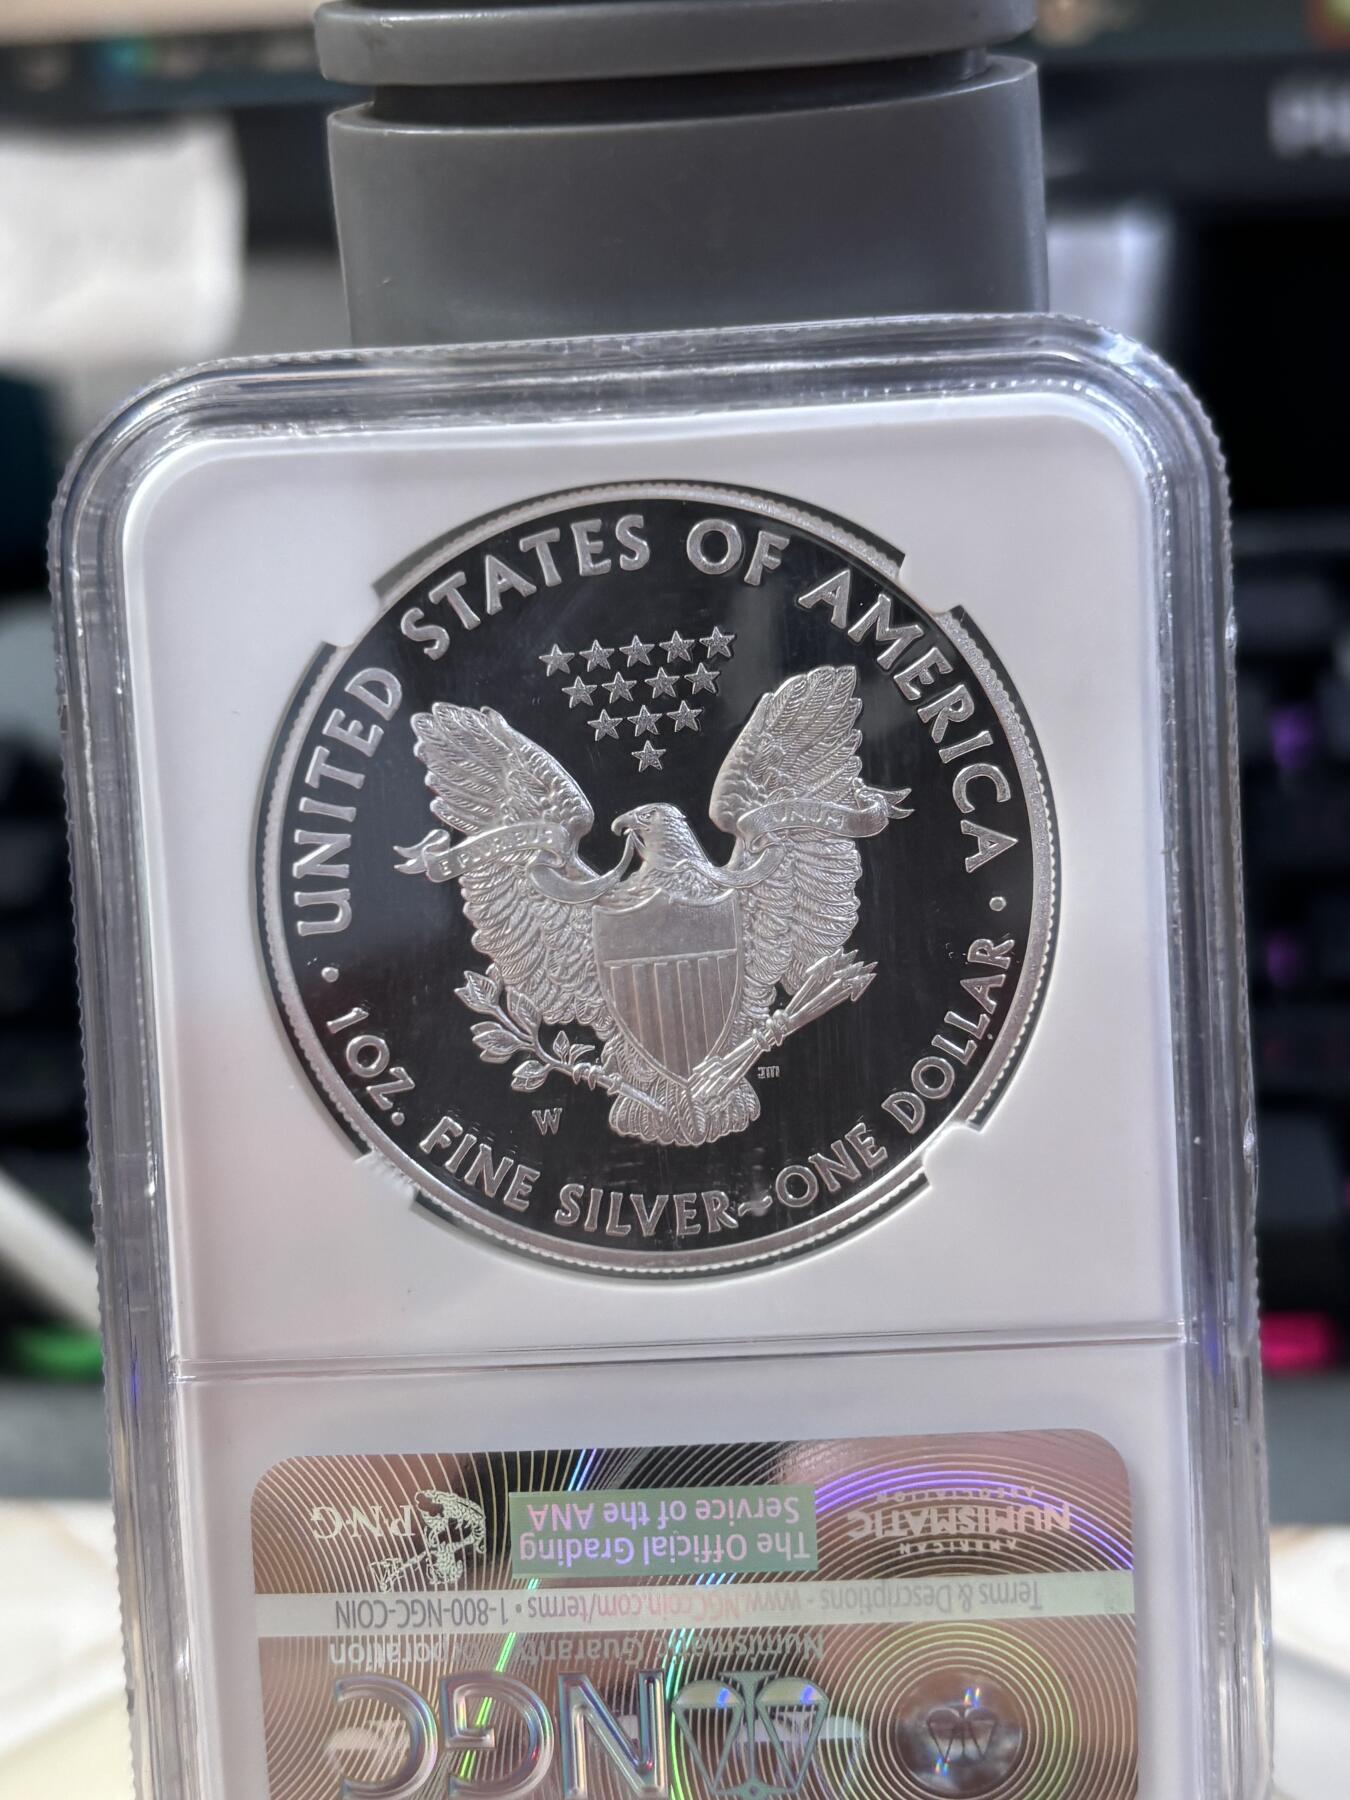 UNITED STATES OF AMERICA
E PLURIBUS UNUM
W
JM
1 OZ. FINE SILVER~ONE DOLLAR
NGC
Numismatic Guaranty Corporation
Terms & Descriptions - www.NGCcoin.com/terms • 1-800-NGC-COIN
AMERICAN
NUMISMATIC
ASSOCIATION
The Official Grading
Service of the ANA
PNG